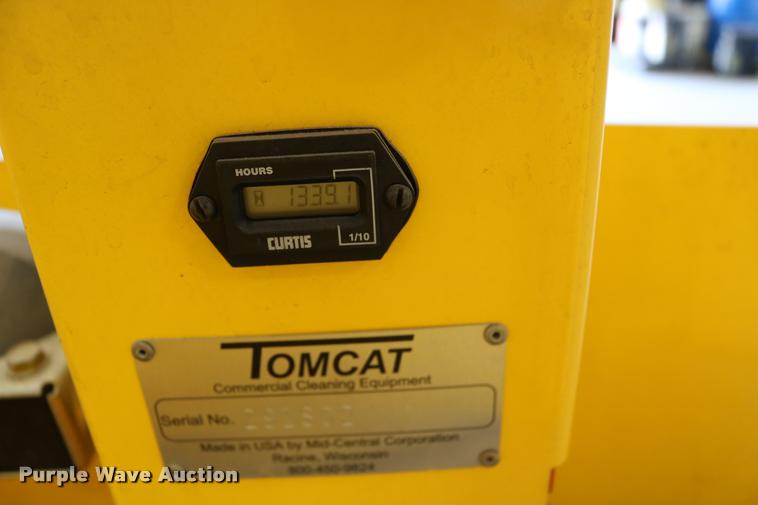 HOURS
1339.1
1/10
CURTIS
TOMCAT
Commercial Cleaning Equipment
Serial No.
Made in USA by Mid-Central Corporation
Racine, Wisconsin
800-450-9824
Purple Wave Auction